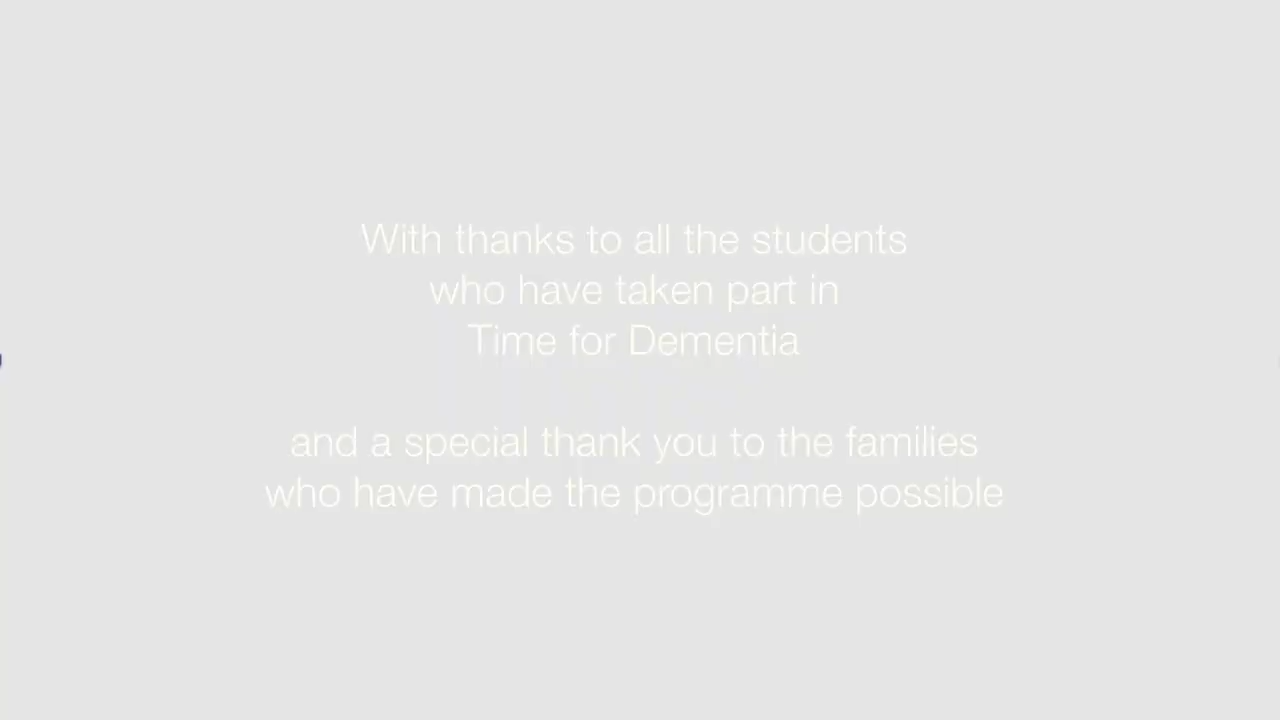 With thanks to all the students
who have taken part in
Time for Dementia
and a special thank you to the families
who have made the programme possible